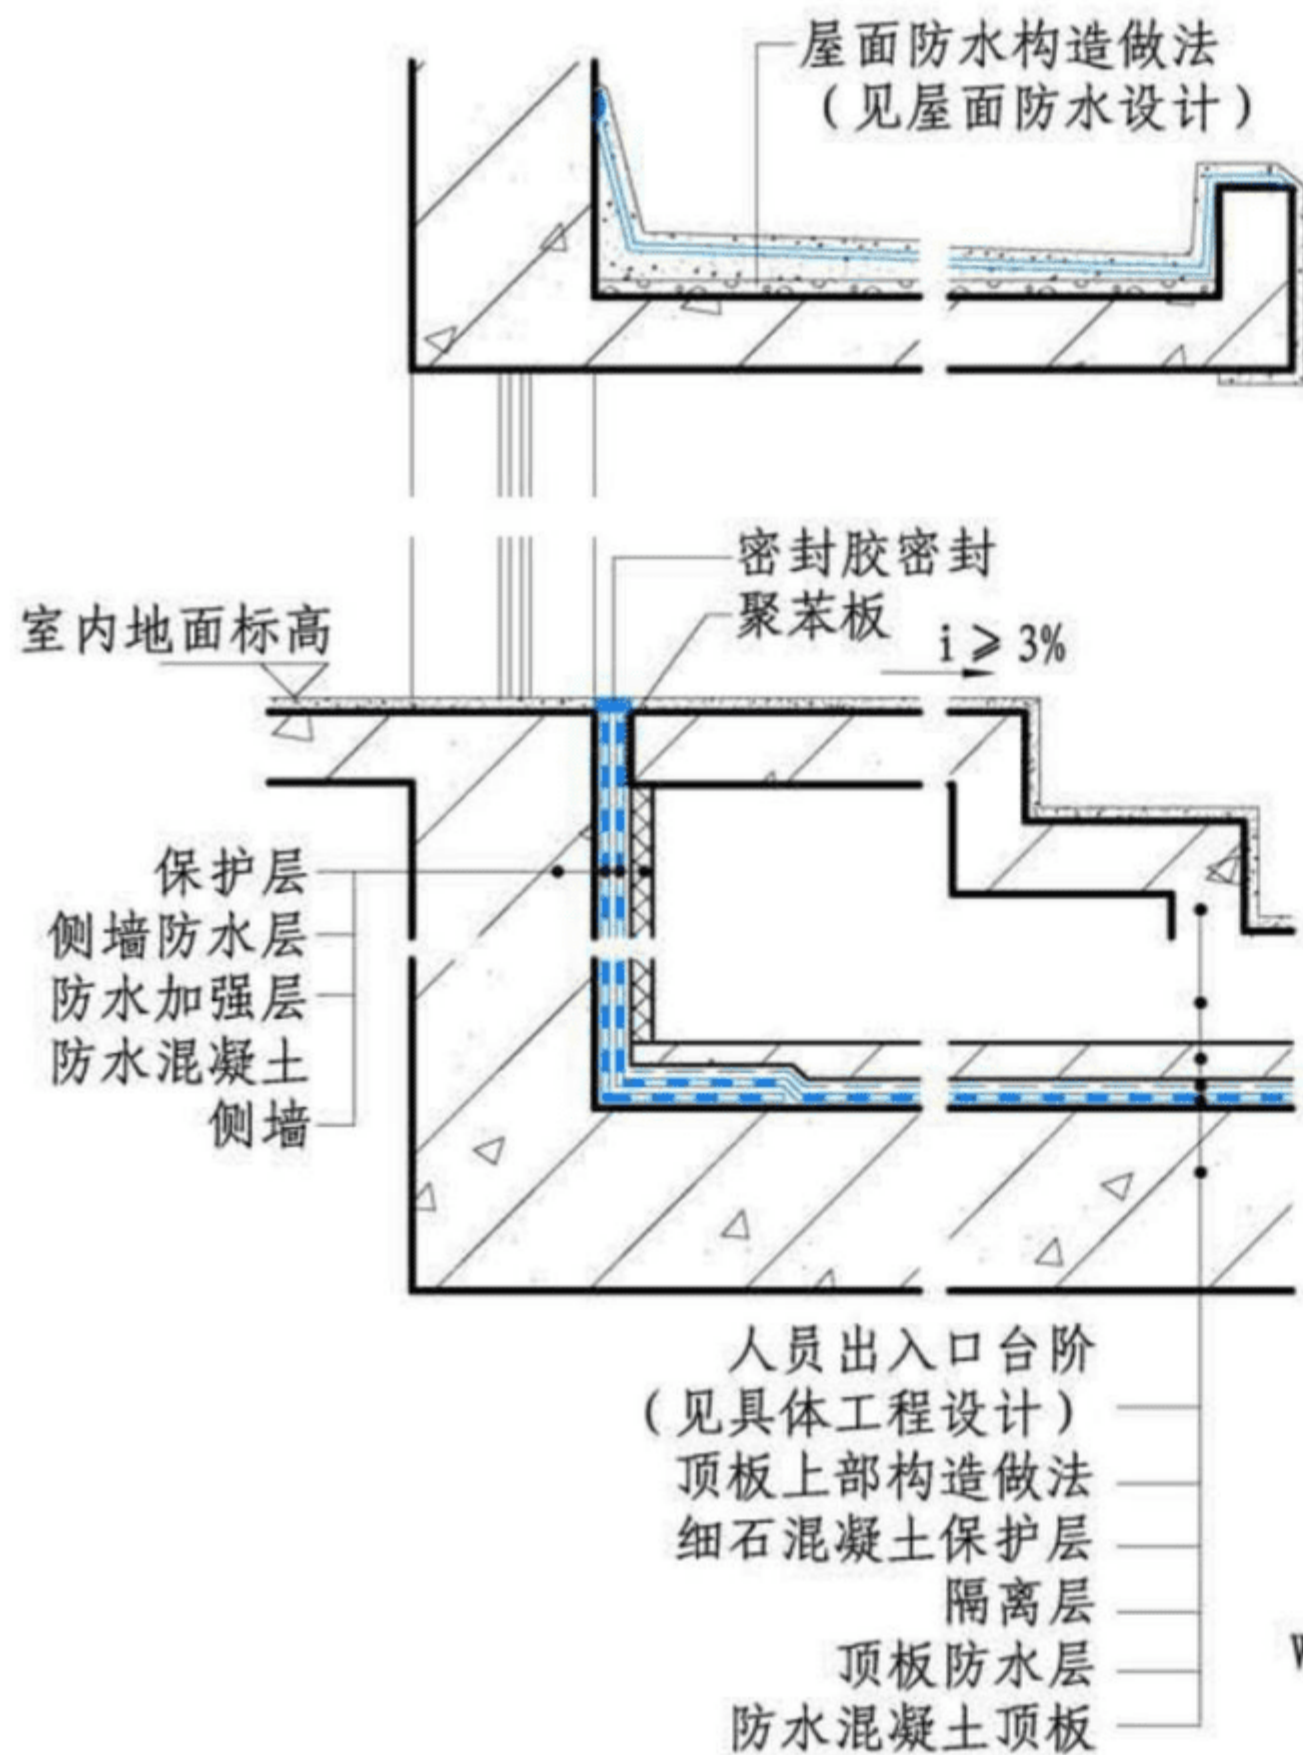 屋面防水构造做法
（见屋面防水设计）
密封胶密封
聚苯板
室内地面标高
i ⩾ 3%
保护层
侧墙防水层
防水加强层
防水混凝土
侧墙
人员出入口台阶
（见具体工程设计）
顶板上部构造做法
细石混凝土保护层
隔离层
顶板防水层
防水混凝土顶板